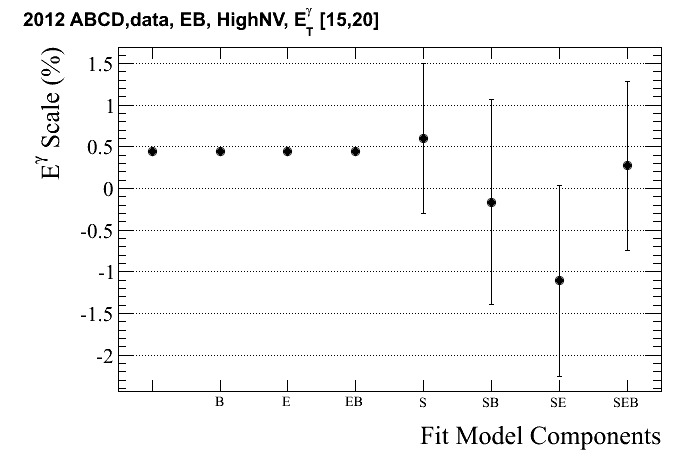 2012 ABCD,data, EB, HighNV, E_T^γ [15,20]
E^γ Scale (%)
1.5
1
0.5
0
-0.5
-1
-1.5
-2
B E EB S SB SE SEB
Fit Model Components